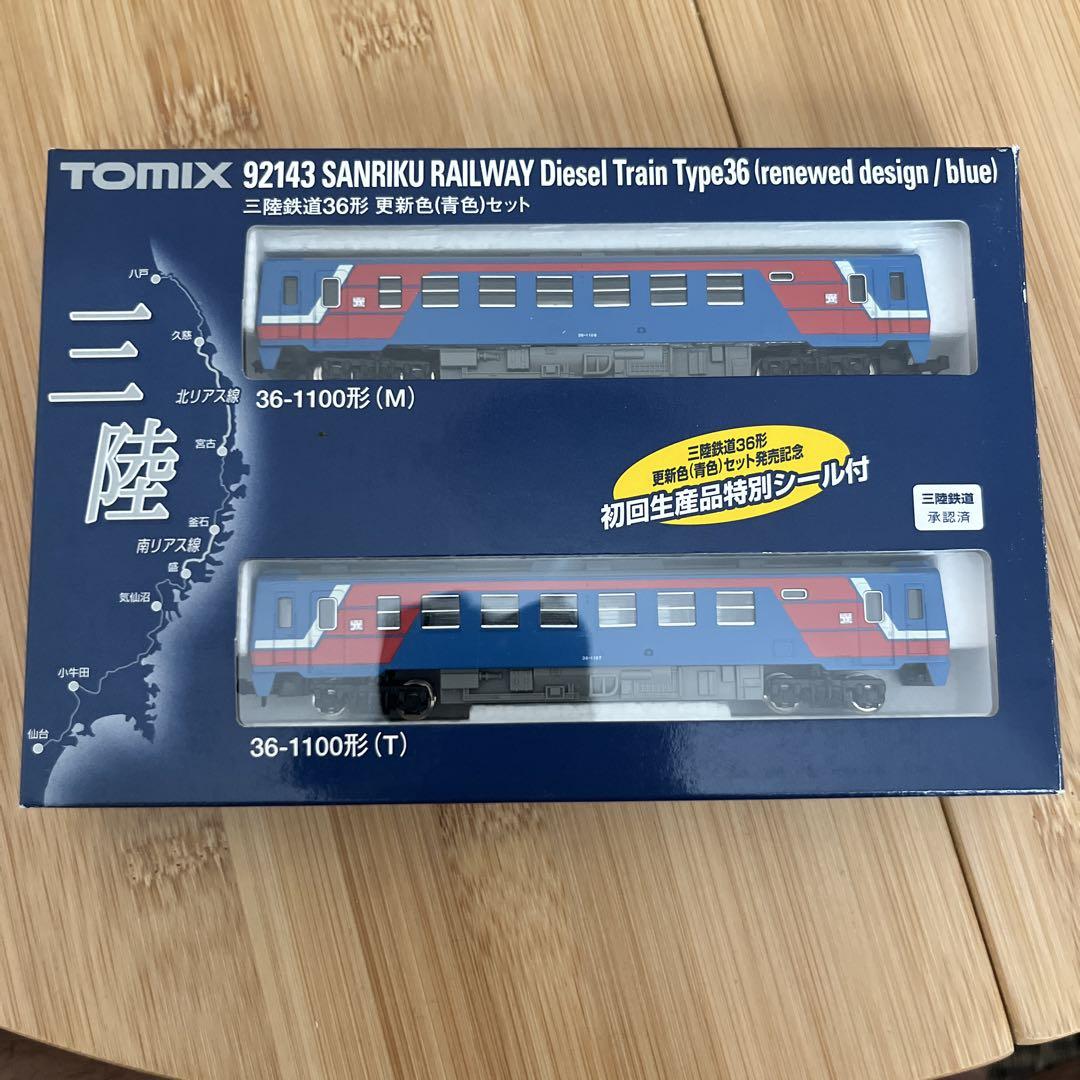 TOMIX 92143 SANRIKU RAILWAY Diesel Train Type36 (renewed design / blue)
三陸鉄道36形 更新色(青色)セット
三陸
八戸
久慈
北リアス線
宮古
釜石
南リアス線
盛
気仙沼
小牛田
仙台
36-1100形(M)
三陸鉄道36形
更新色(青色)セット発売記念
初回生産品特別シール付
三陸鉄道
承認済
36-1107
36-1100形(T)